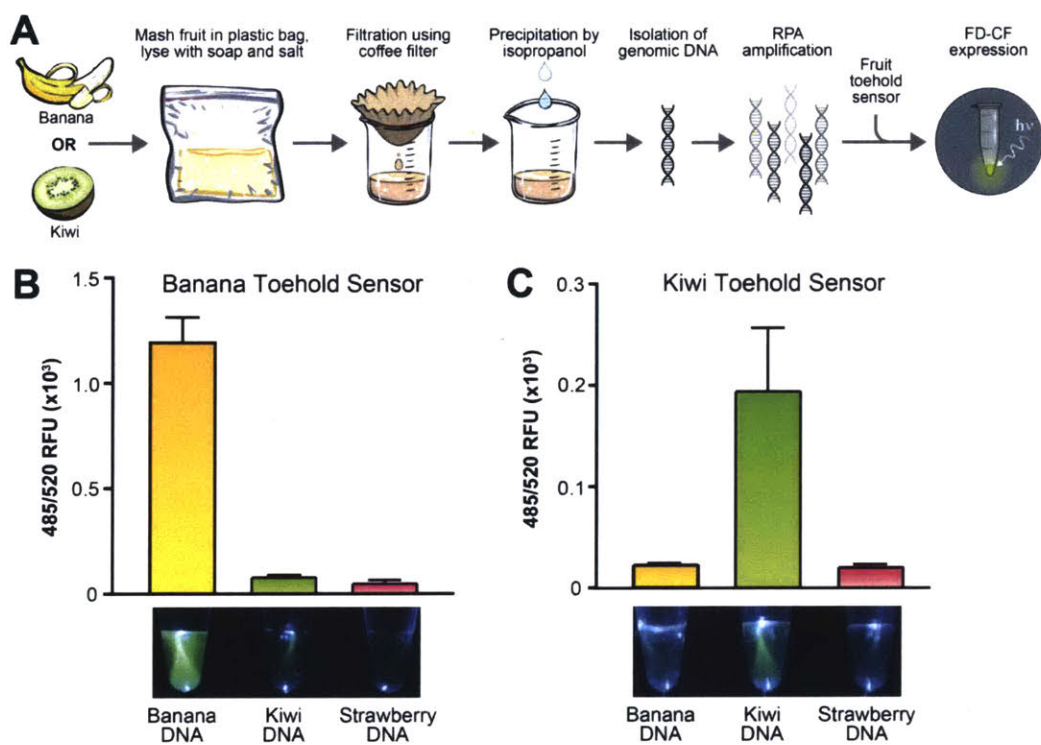 A
Banana
OR
Kiwi
Mash fruit in plastic bag,
lyse with soap and salt
Filtration using
coffee filter
Precipitation by
isopropanol
Isolation of
genomic DNA
RPA
amplification
Fruit
toehold
sensor
FD-CF
expression
hν
B
Banana Toehold Sensor
485/520 RFU (x10³)
1.5
1.0
0.5
0
Banana
DNA
Kiwi
DNA
Strawberry
DNA
C
Kiwi Toehold Sensor
485/520 RFU (x10³)
0.3
0.2
0.1
0
Banana
DNA
Kiwi
DNA
Strawberry
DNA